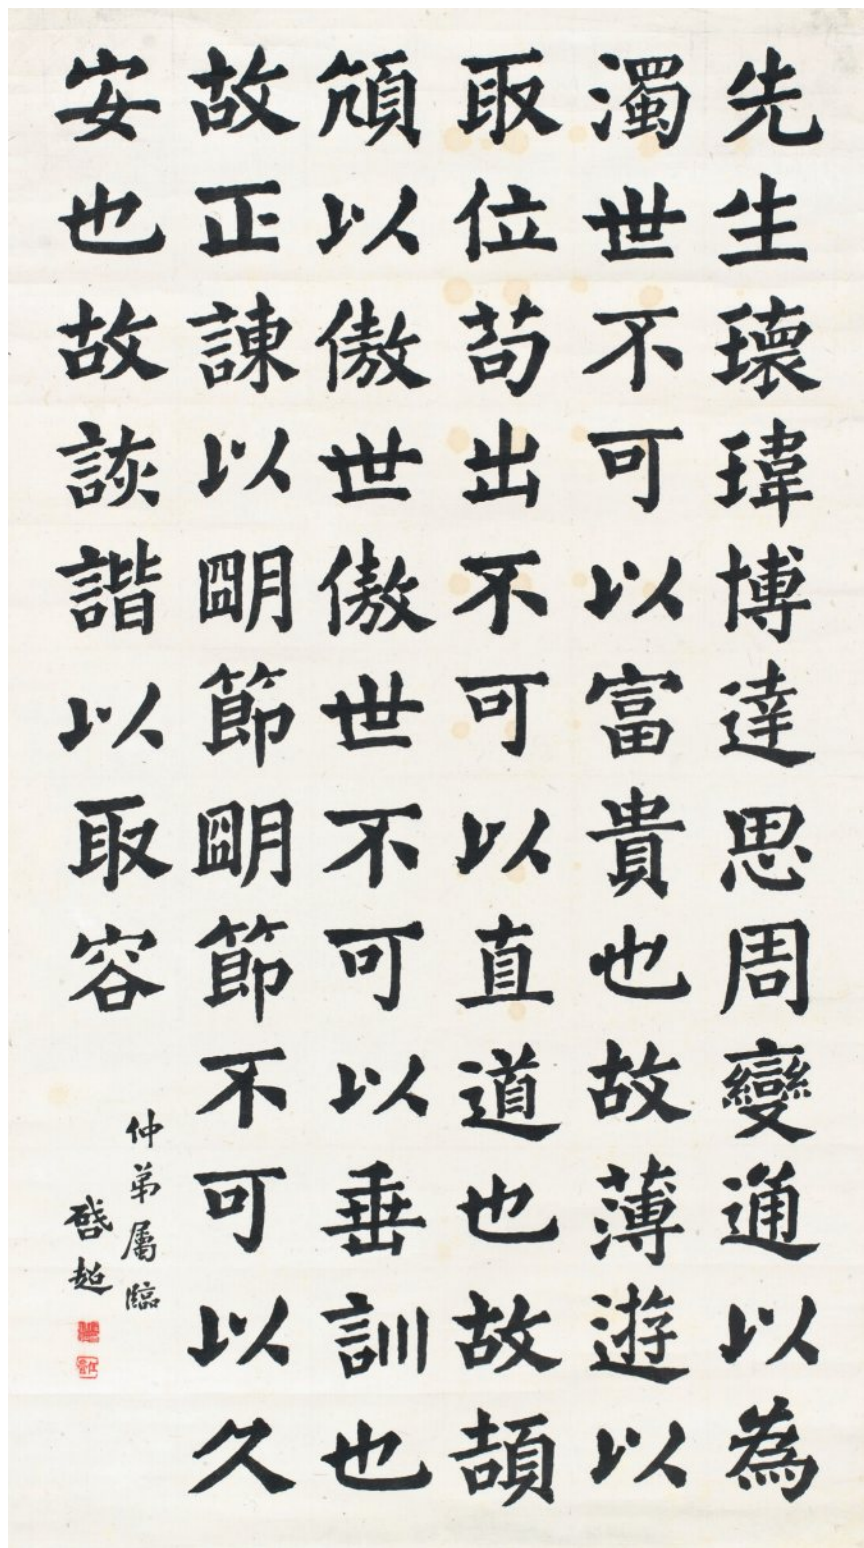 先生瓌瑋博達思周變通以為
濁世不可以富貴也故薄遊以
取位苟出不可以直道也故頡
頏以傲世傲世不可以垂訓也
故正諫以明節明節不可以久
安也故詼諧以取容
仲弟屬臨
啓超